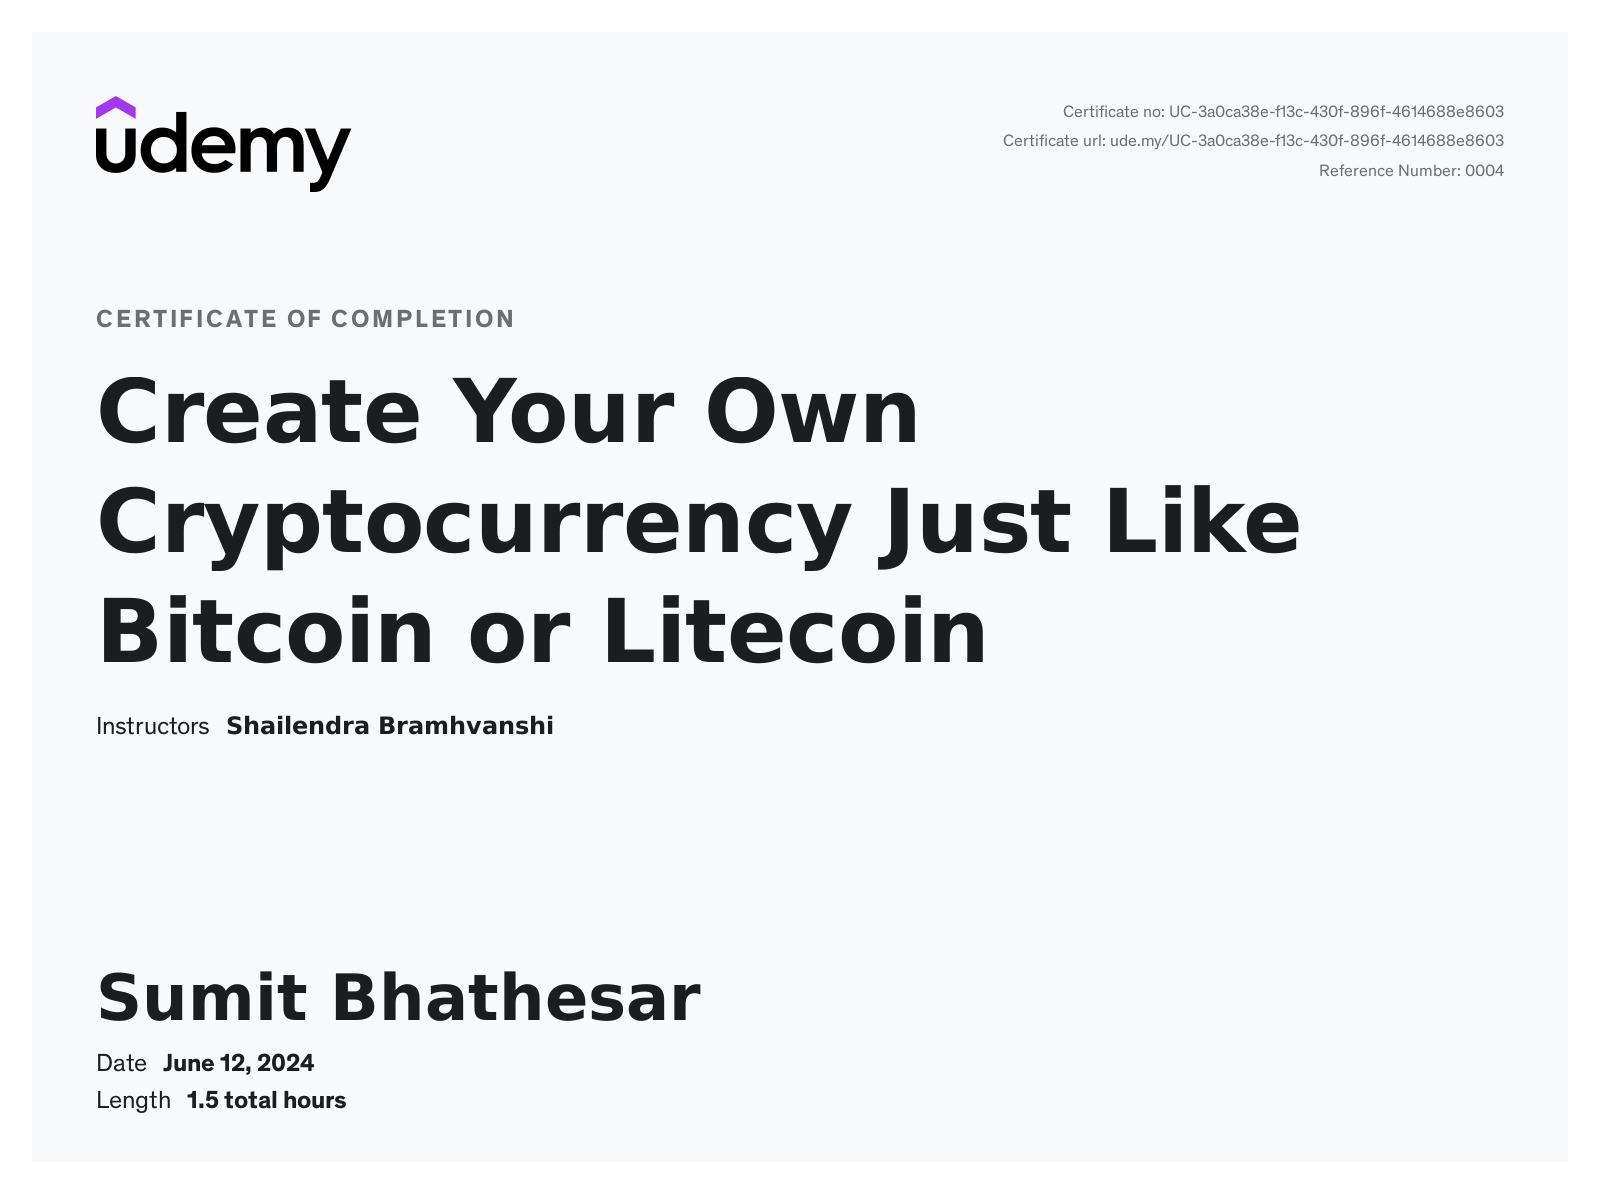 udemy
Certificate no: UC-3a0ca38e-f13c-430f-896f-4614688e8603
Certificate url: ude.my/UC-3a0ca38e-f13c-430f-896f-4614688e8603
Reference Number: 0004
CERTIFICATE OF COMPLETION
Create Your Own
Cryptocurrency Just Like
Bitcoin or Litecoin
Instructors Shailendra Bramhvanshi
Sumit Bhathesar
Date June 12, 2024
Length 1.5 total hours